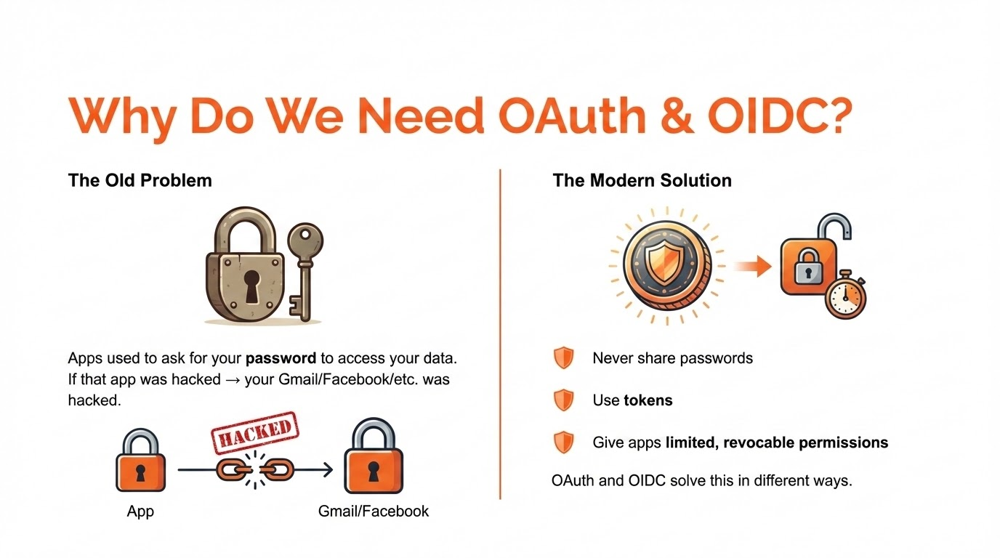 Why Do We Need OAuth & OIDC?
The Old Problem
Apps used to ask for your password to access your data.
If that app was hacked → your Gmail/Facebook/etc. was
hacked.
HACKED
App
Gmail/Facebook
The Modern Solution
Never share passwords
Use tokens
Give apps limited, revocable permissions
OAuth and OIDC solve this in different ways.